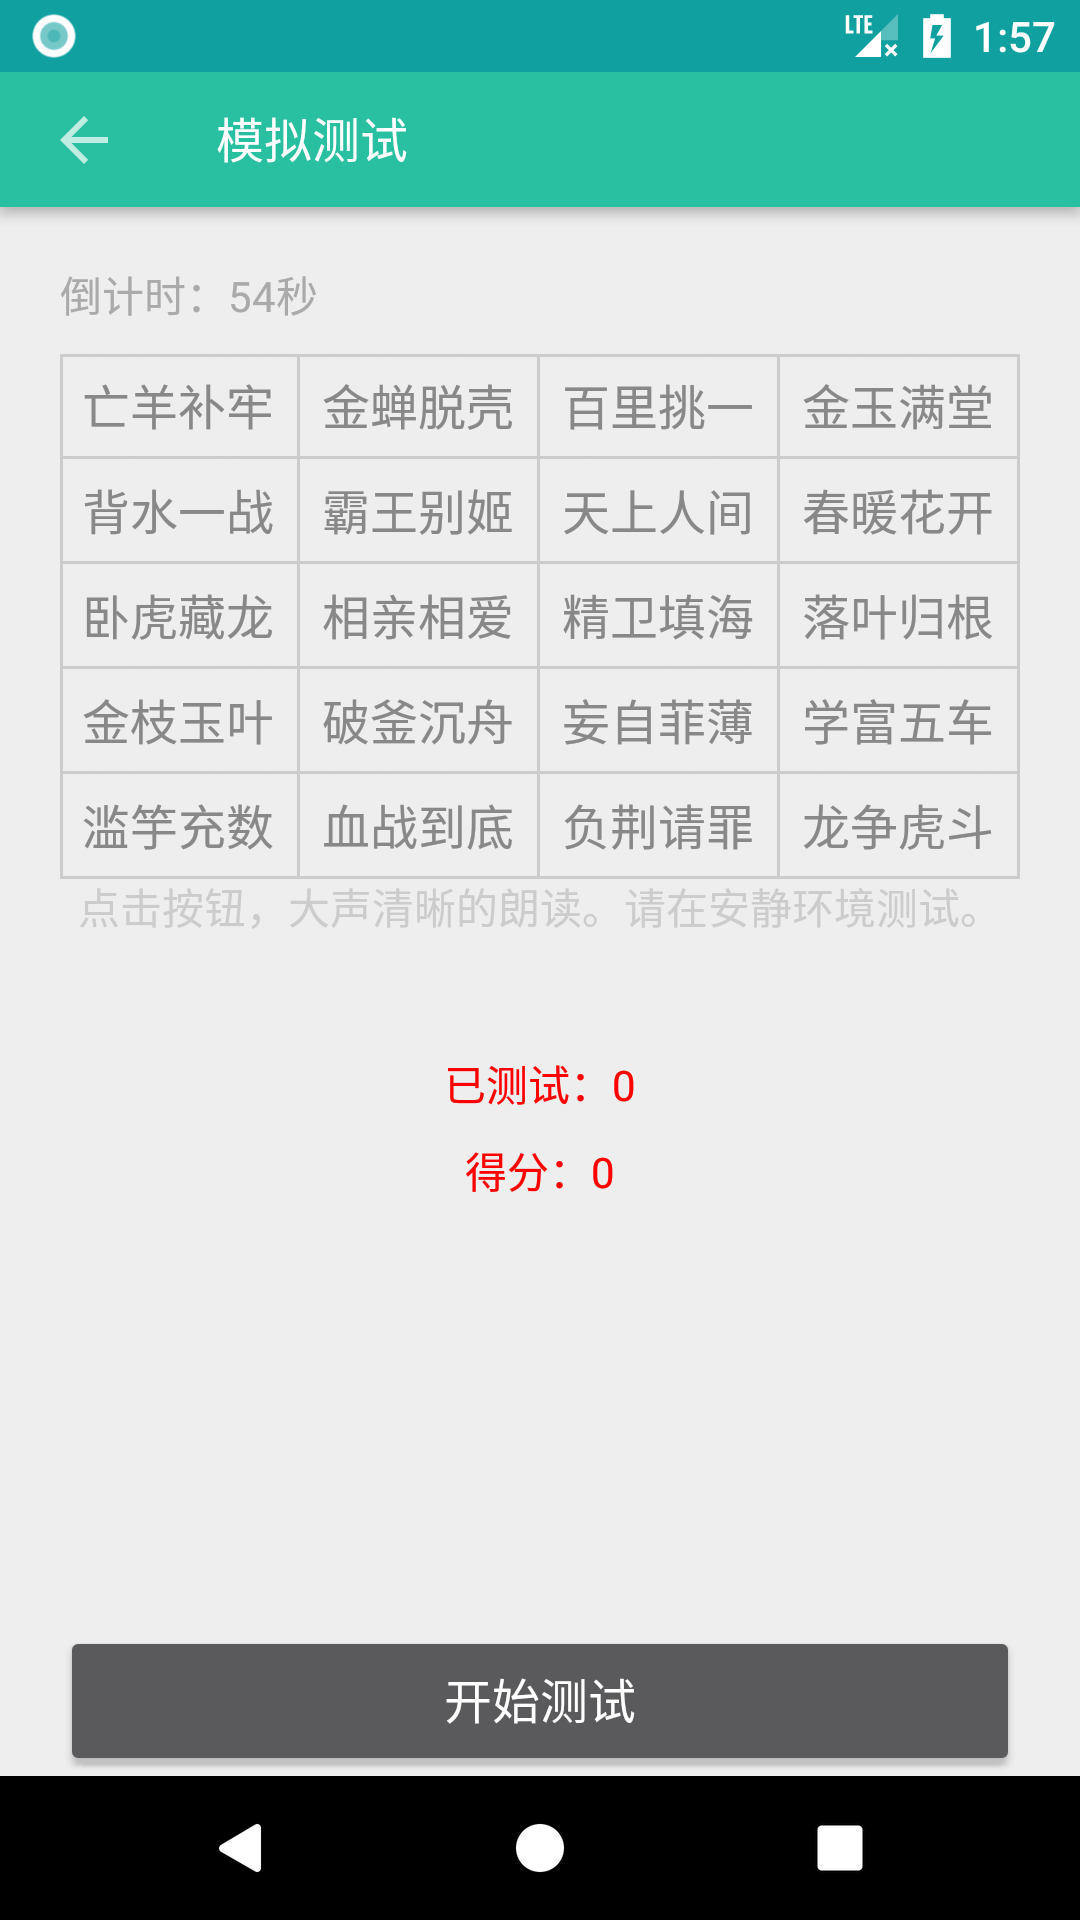 LTE 1:57
模拟测试
倒计时：54秒
亡羊补牢 金蝉脱壳 百里挑一 金玉满堂
背水一战 霸王别姬 天上人间 春暖花开
卧虎藏龙 相亲相爱 精卫填海 落叶归根
金枝玉叶 破釜沉舟 妄自菲薄 学富五车
滥竽充数 血战到底 负荆请罪 龙争虎斗
点击按钮，大声清晰的朗读。请在安静环境测试。
已测试：0
得分：0
开始测试